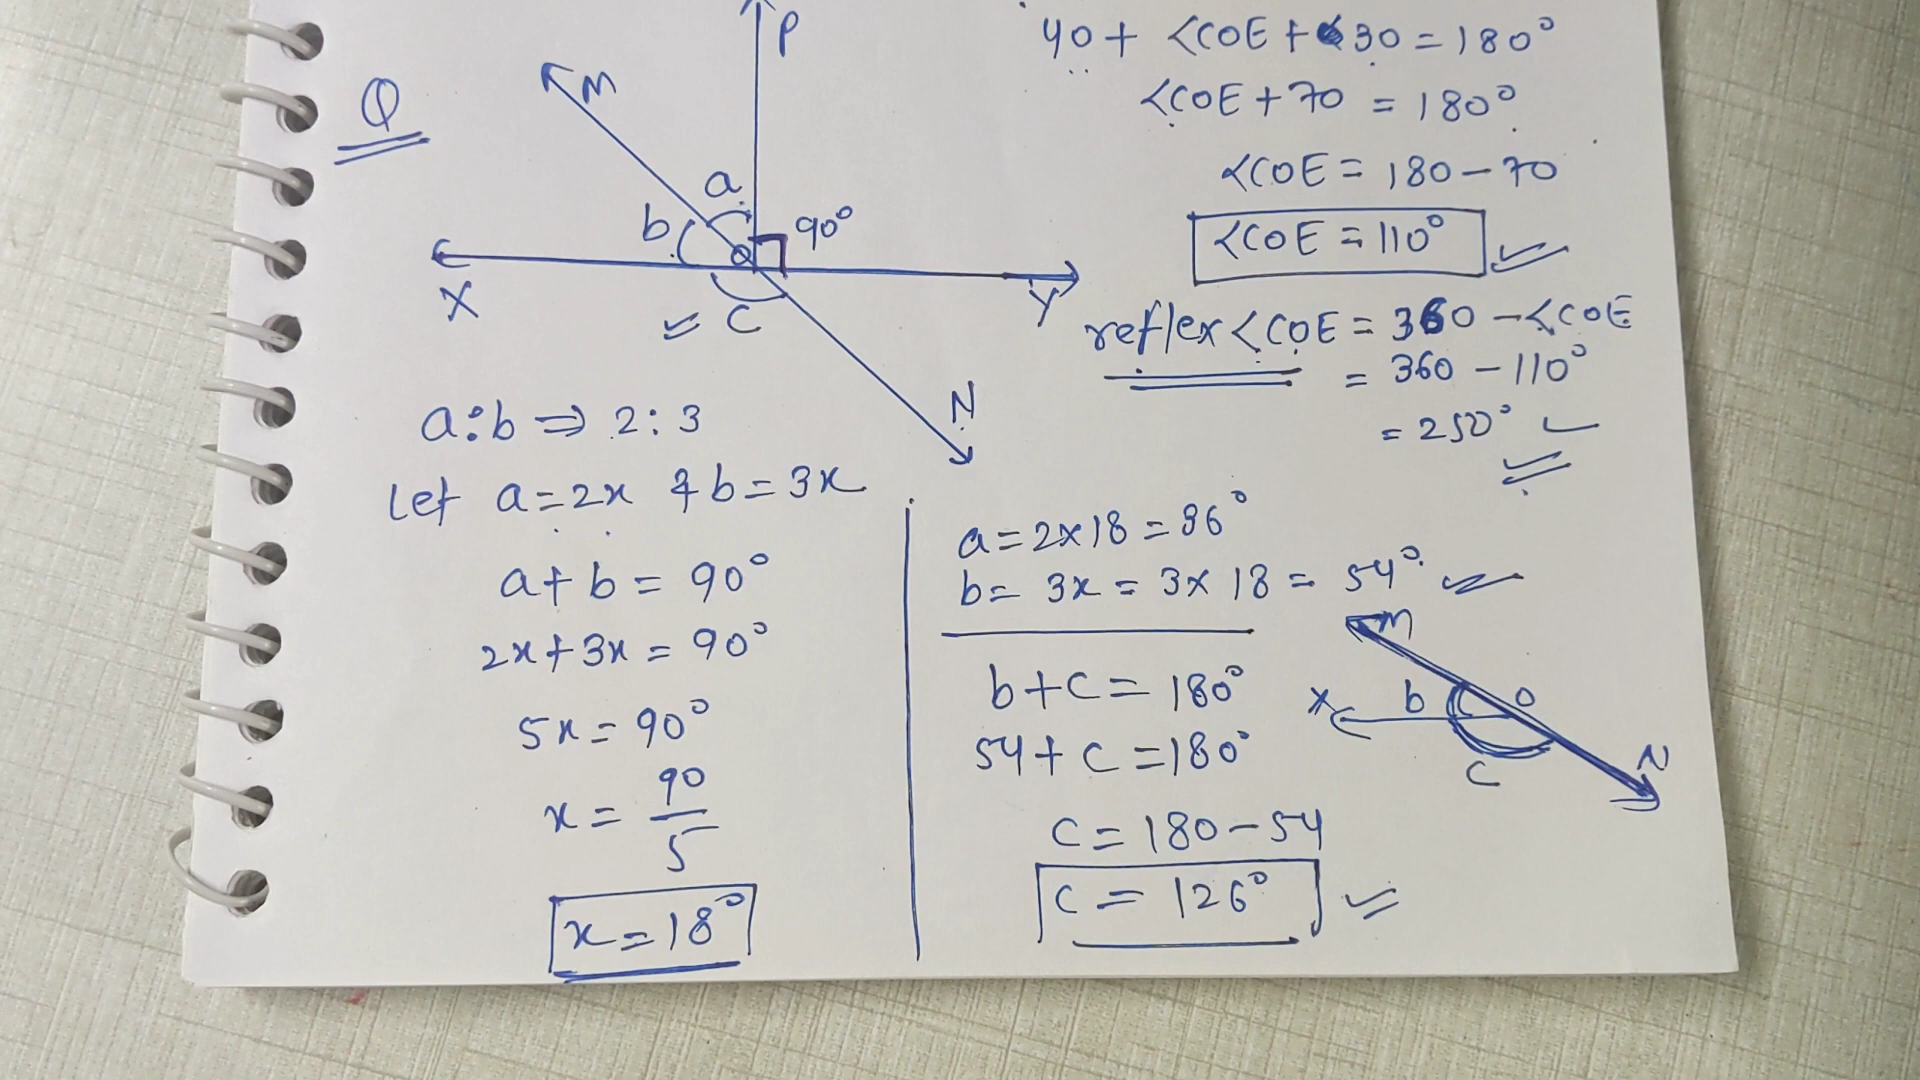 Q
M
P
a
b
90°
O
X
Y
C
N
a:b ⇒ 2:3
Let a=2x & b=3x
a+b=90°
2x+3x=90°
5x=90°
x=90/5
x=18°
40+∠COE+30=180°
∠COE+70=180°
∠COE=180-70
∠COE=110°
reflex∠COE=360-∠COE
=360-110°
=250°
a=2x18=36°
b=3x=3x18=54°
b+c=180°
54+c=180°
c=180-54
c=126°
M
X
b
O
C
N